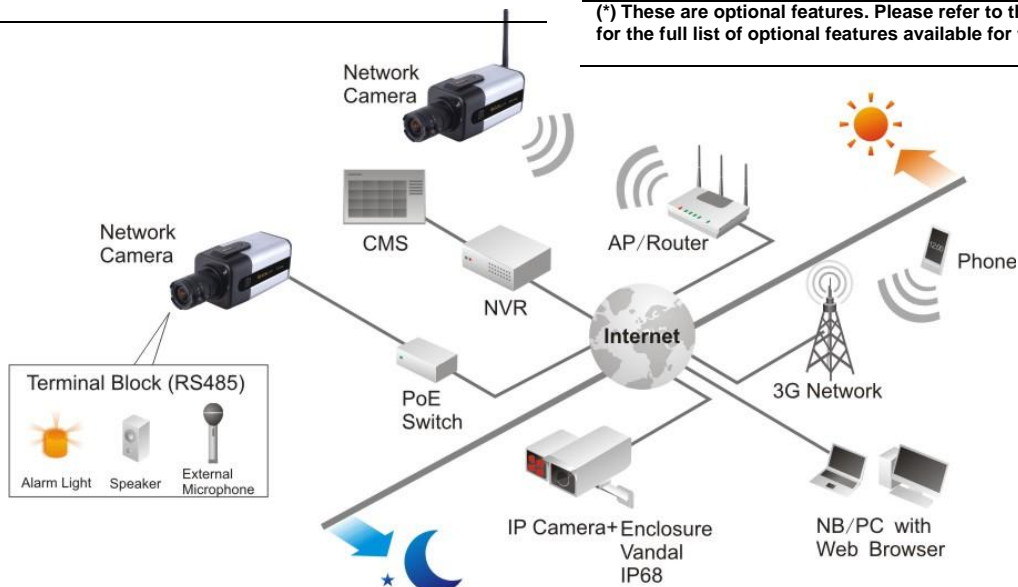 (*) These are optional features. Please refer to th
for the full list of optional features available for
Network
Camera
Network
Camera
CMS
NVR
AP/Router
Phone
Internet
3G Network
PoE
Switch
Terminal Block (RS485)
Alarm Light
Speaker
External
Microphone
IP Camera+ Enclosure
Vandal
IP68
NB/PC with
Web Browser
12:00